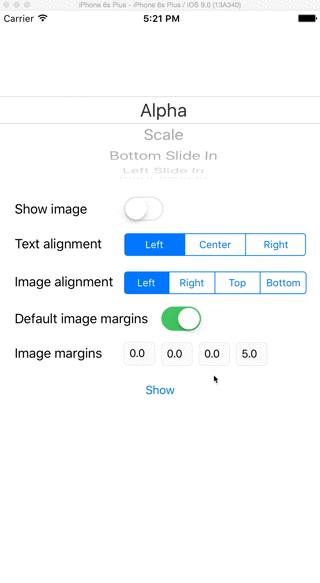 iPhone 6s Plus - iPhone 6s Plus / iOS 9.0 (13A340)
Carrier 5:21 PM
Alpha
Scale
Bottom Slide In
Left Slide In
Show image
Text alignment Left Center Right
Image alignment Left Right Top Bottom
Default image margins
Image margins 0.0 0.0 0.0 5.0
Show